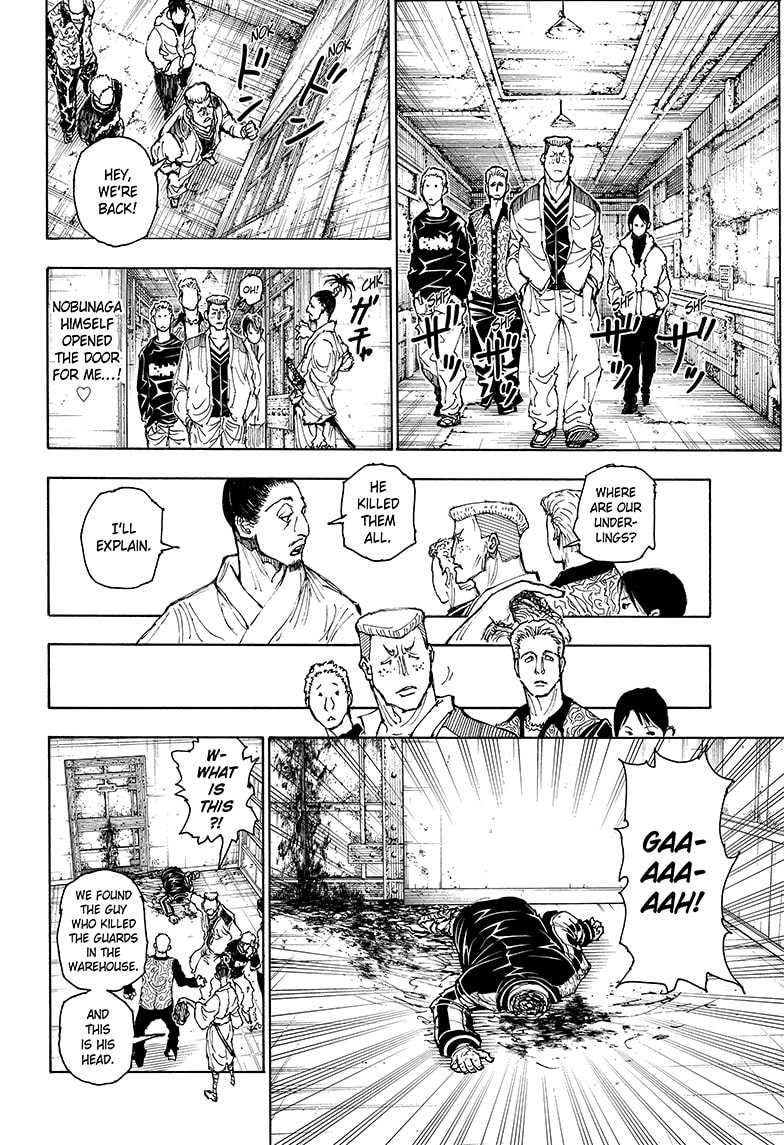 SHF
SHF
SHF
SHF
ザッ
ザッ
ザッ
ザッ
NOK
NOK
ドン
ドン
HEY,
WE'RE
BACK!
CHK
ガチャ
OH!
NOBUNAGA
HIMSELF
OPENED
THE DOOR
FOR ME...!
♡
WHERE
ARE OUR
UNDER-
LINGS?
HE
KILLED
THEM
ALL.
I'LL
EXPLAIN.
GAA-
AAA-
AAH!
W-
WHAT
IS
THIS
?!
WE FOUND
THE GUY
WHO KILLED
THE GUARDS
IN THE
WAREHOUSE.
AND
THIS
IS HIS
HEAD.